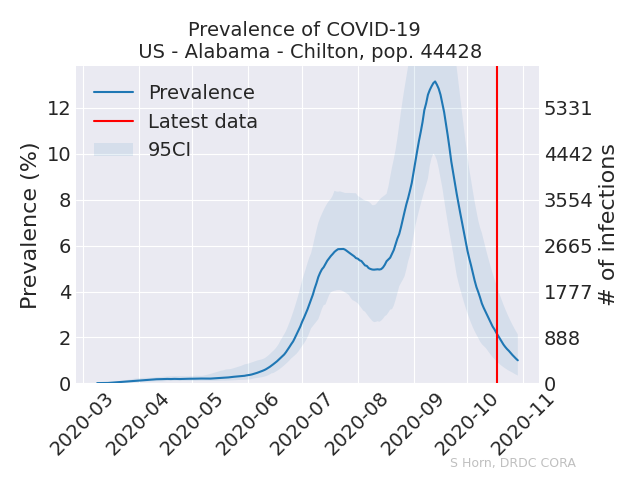 Prevalence of COVID-19
US - Alabama - Chilton, pop. 44428
Prevalence
Latest data
95CI
Prevalence (%)
12
10
8
6
4
2
0
5331
4442
3554
2665
1777
888
0
# of infections
2020-03
2020-04
2020-05
2020-06
2020-07
2020-08
2020-09
2020-10
2020-11
S Horn, DRDC CORA